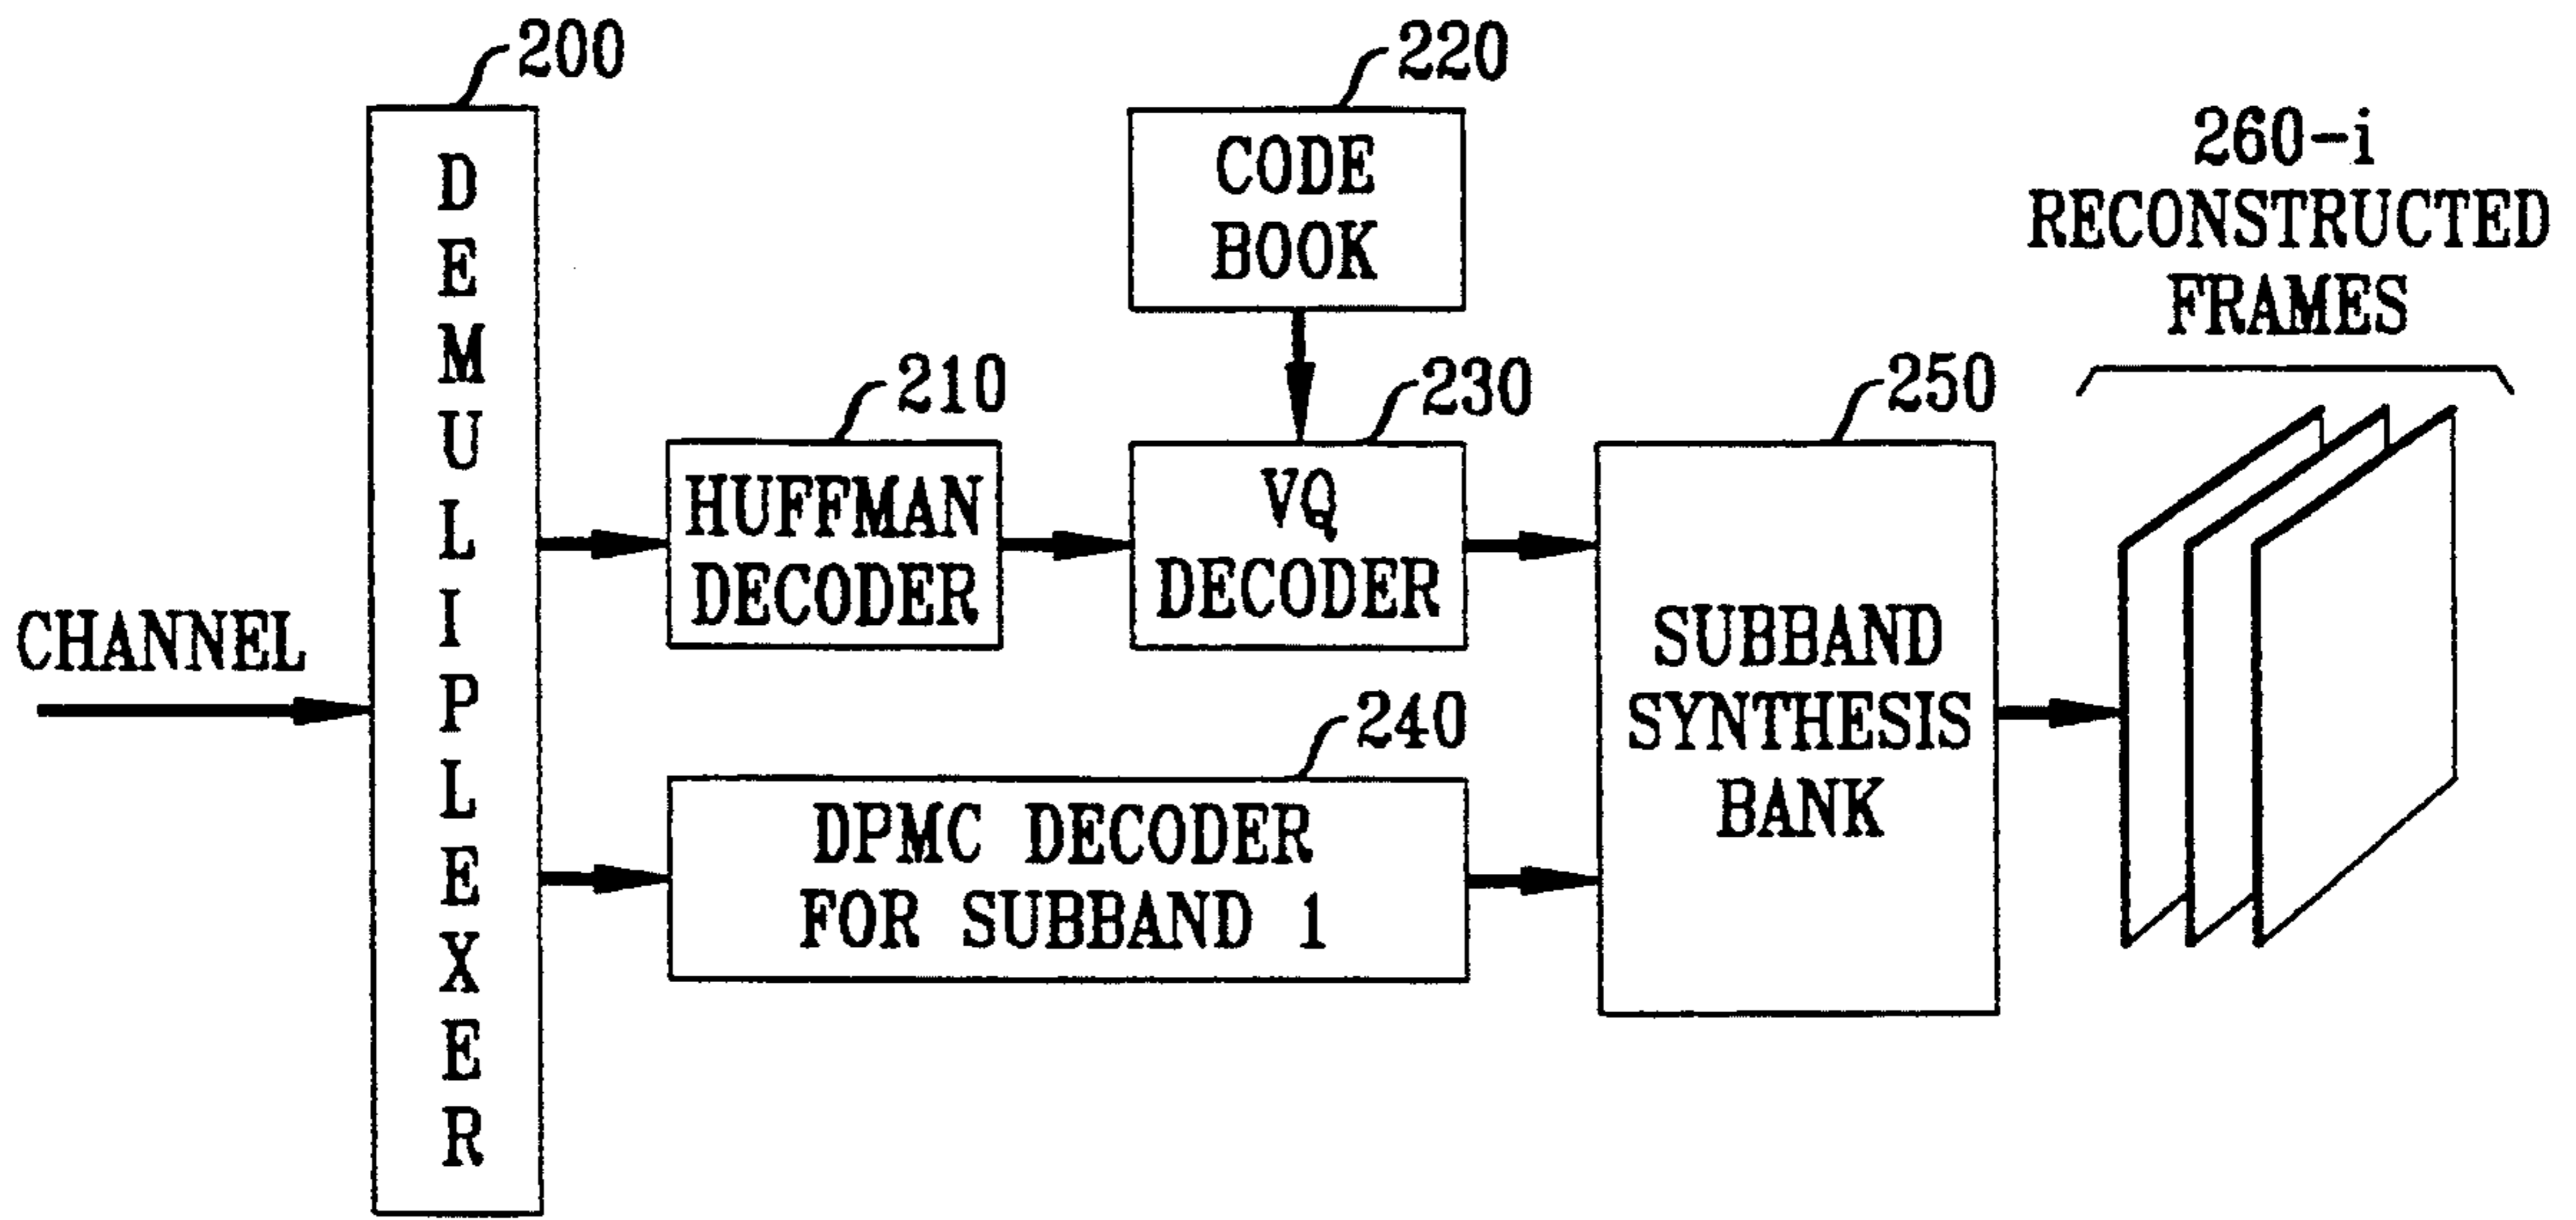 200
220
CODE
BOOK
260-i
RECONSTRUCTED
FRAMES
210
230
250
HUFFMAN
DECODER
VQ
DECODER
CHANNEL
DEMULIPLEXER
SUBBAND
SYNTHESIS
BANK
240
DPMC DECODER
FOR SUBBAND 1